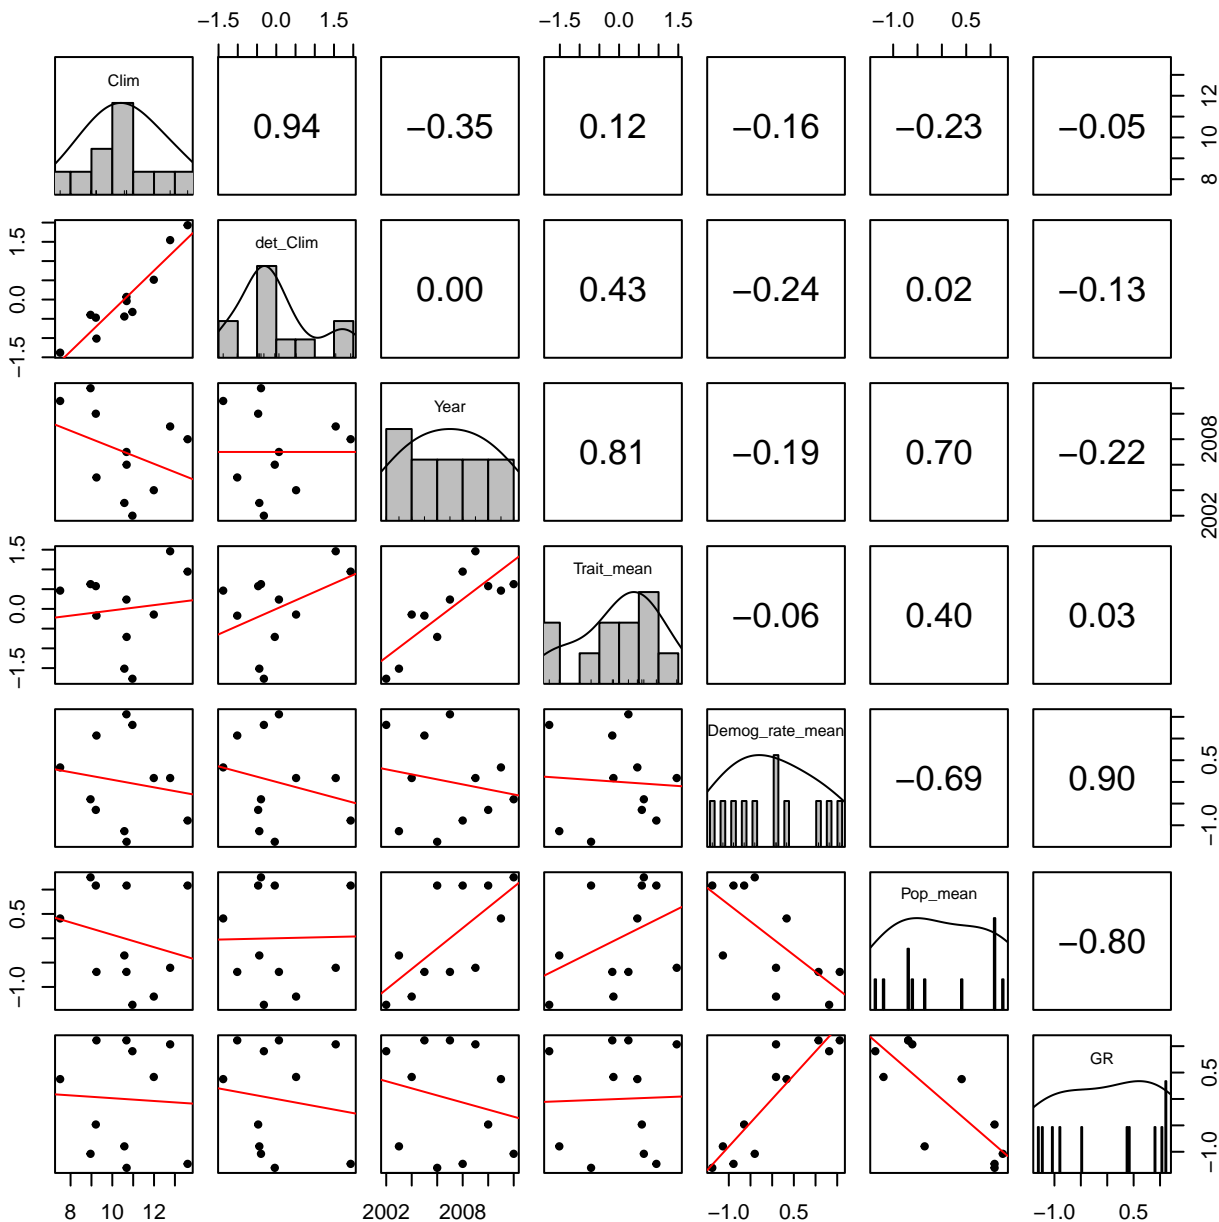 −1.5 0.0 1.5 −1.5 0.0 1.5 −1.0 0.5
Clim 0.94 −0.35 0.12 −0.16 −0.23 −0.05 8 10 12
−1.5 0.0 1.5 det_Clim 0.00 0.43 −0.24 0.02 −0.13
Year 0.81 −0.19 0.70 −0.22 2002 2008
−1.5 0.0 1.5 Trait_mean −0.06 0.40 0.03
Demog_rate_mean −0.69 0.90 −1.0 0.5
−1.0 0.5 Pop_mean −0.80
GR −1.0 0.5
8 10 12 2002 2008 −1.0 0.5 −1.0 0.5